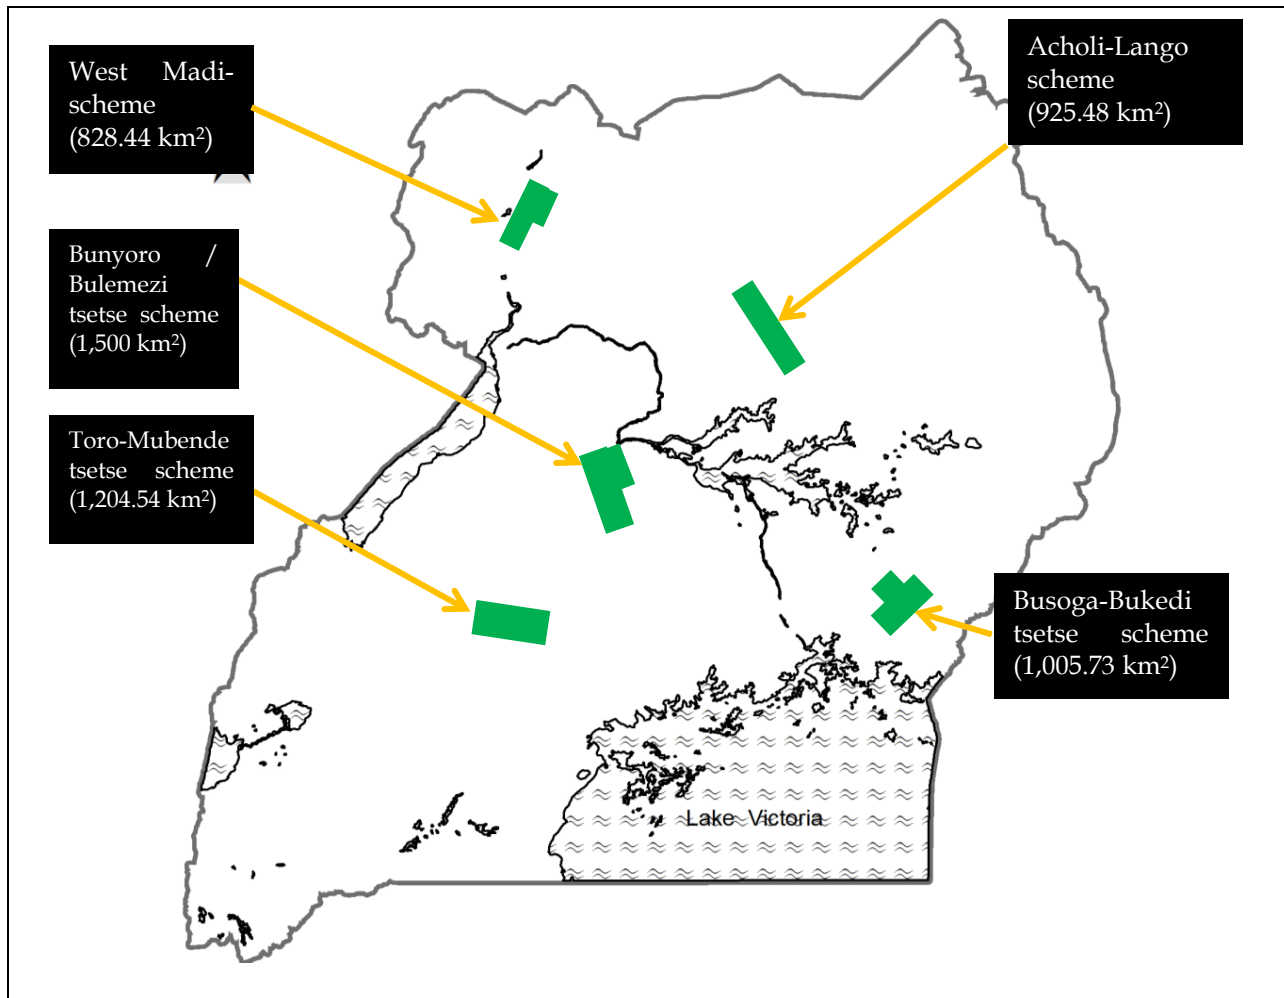 West Madi-
scheme
(828.44 km²)
Acholi-Lango
scheme
(925.48 km²)
Bunyoro /
Bulemezi
tsetse scheme
(1,500 km²)
Toro-Mubende
tsetse scheme
(1,204.54 km²)
Busoga-Bukedi
tsetse scheme
(1,005.73 km²)
Lake Victoria